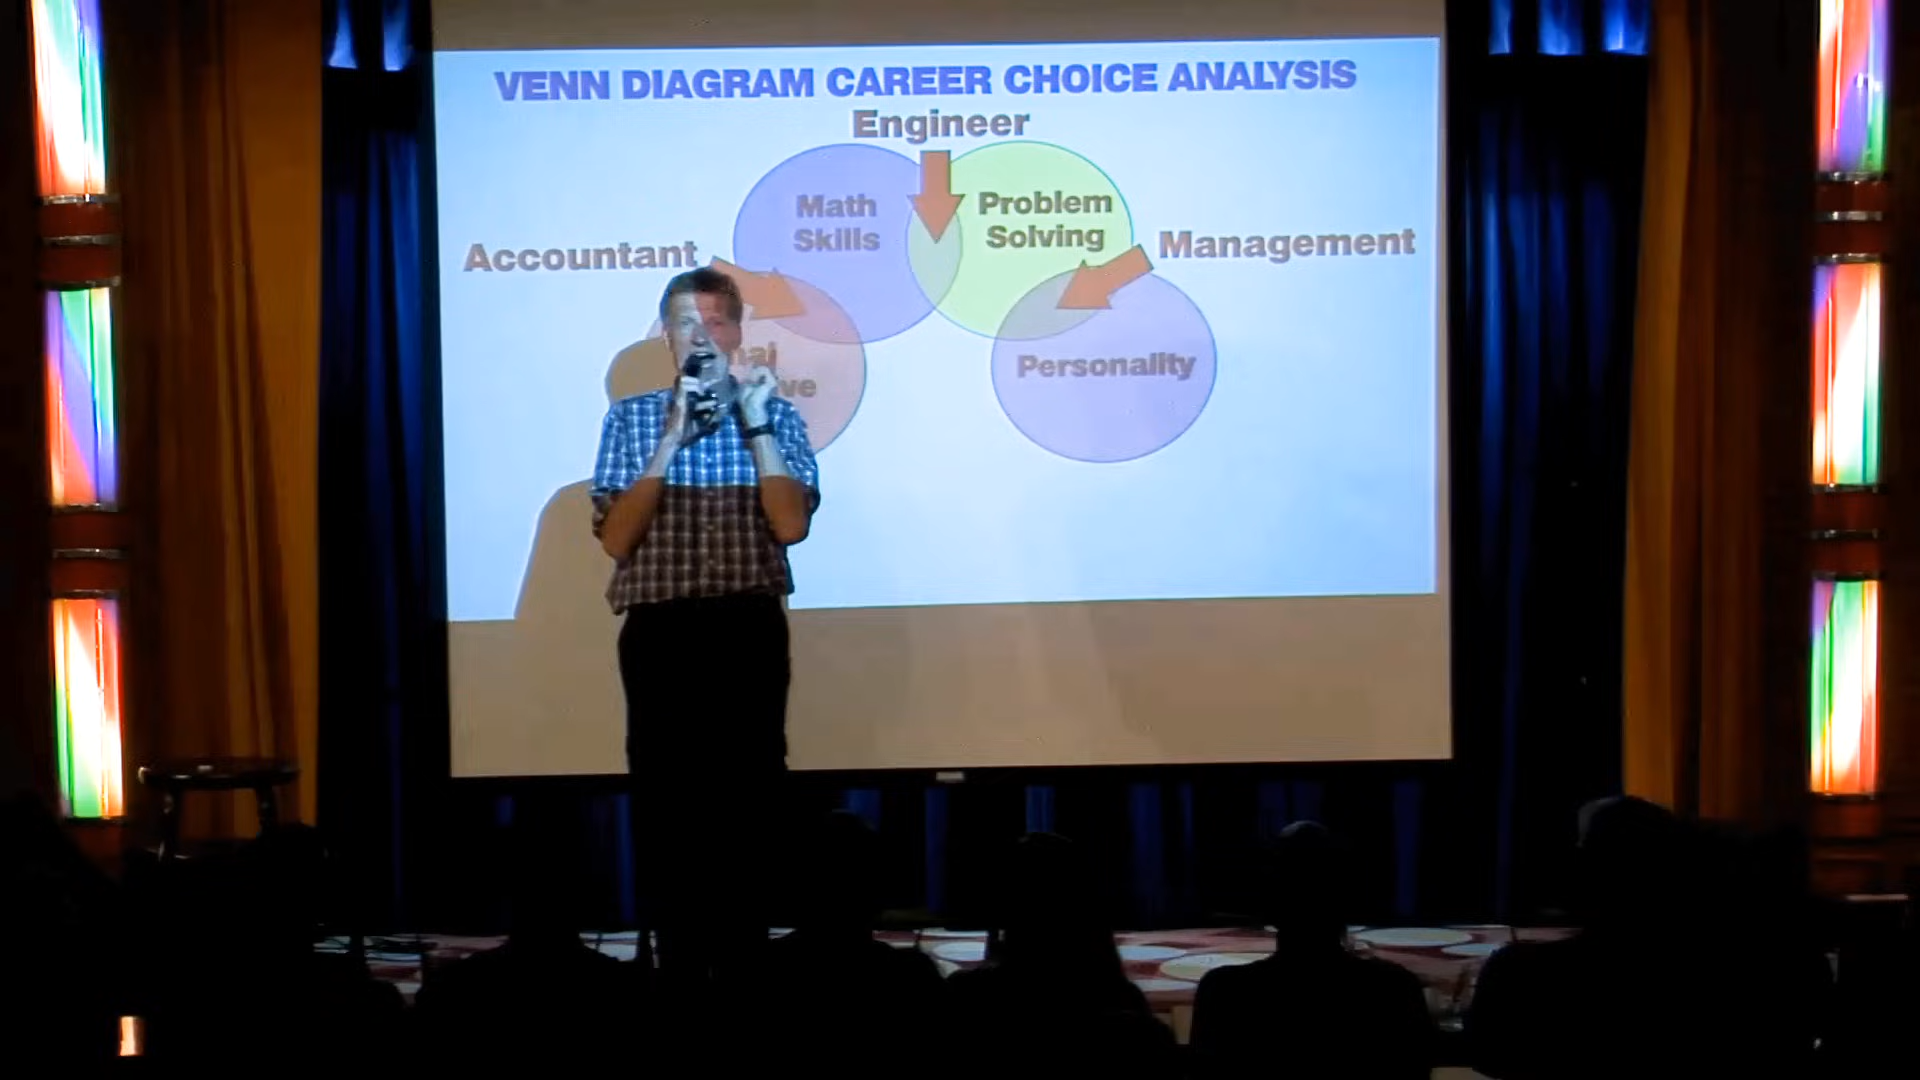 VENN DIAGRAM CAREER CHOICE ANALYSIS
Engineer
Math
Skills
Problem
Solving
Accountant
Management
Personality